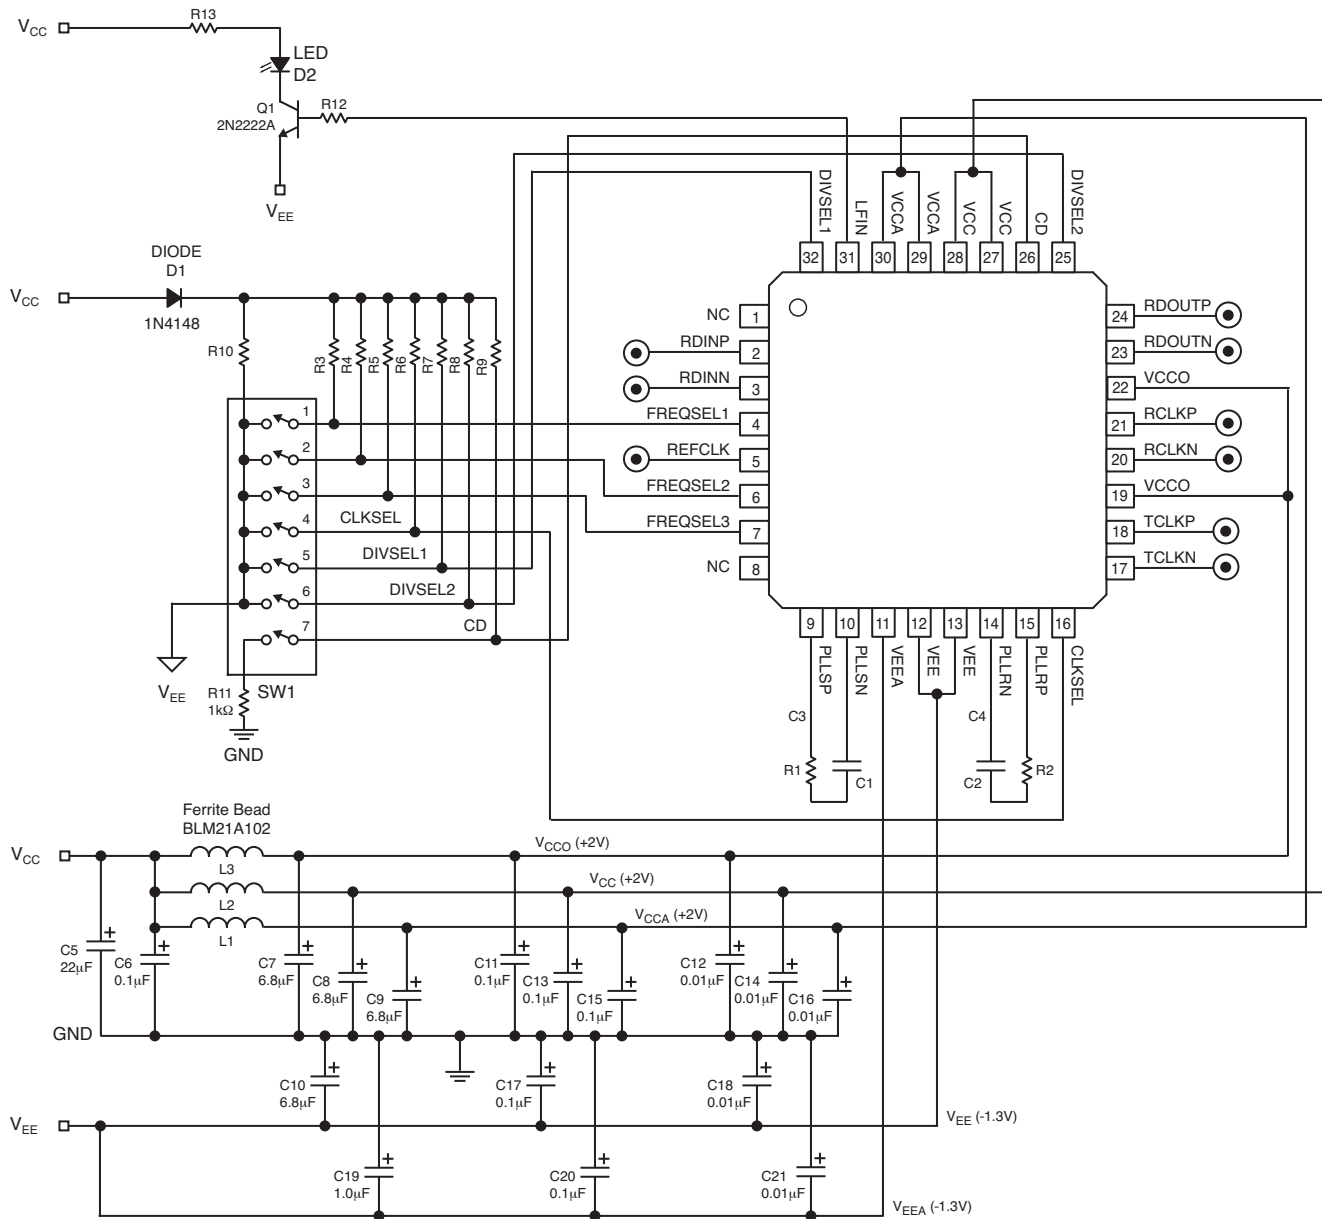 VCC
R13
LED
D2
Q1
2N2222A
R12
VEE
DIODE
D1
VCC
1N4148
R10
R3
R4
R5
R6
R7
R8
R9
1
2
3
4
5
6
7
CLKSEL
DIVSEL1
DIVSEL2
CD
VEE
SW1
R11
1kΩ
GND
DIVSEL1
LFIN
VCCA
VCCA
VCC
VCC
CD
DIVSEL2
32
31
30
29
28
27
26
25
NC
1
RDINP
2
RDINN
3
FREQSEL1
4
REFCLK
5
FREQSEL2
6
FREQSEL3
7
NC
8
24
RDOUTP
23
RDOUTN
22
VCCO
21
RCLKP
20
RCLKN
19
VCCO
18
TCLKP
17
TCLKN
9
10
11
12
13
14
15
16
PLLSP
PLLSN
VEEA
VEE
VEE
PLLRN
PLLRP
CLKSEL
C3
C4
R1
C1
C2
R2
Ferrite Bead
BLM21A102
VCC
L3
L2
L1
VCCO (+2V)
VCC (+2V)
VCCA (+2V)
C5
22µF
C6
0.1µF
C7
6.8µF
C8
6.8µF
C9
6.8µF
C11
0.1µF
C13
0.1µF
C15
0.1µF
C12
0.01µF
C14
0.01µF
C16
0.01µF
GND
C10
6.8µF
C17
0.1µF
C18
0.01µF
VEE
VEE (-1.3V)
C19
1.0µF
C20
0.1µF
C21
0.01µF
VEEA (-1.3V)